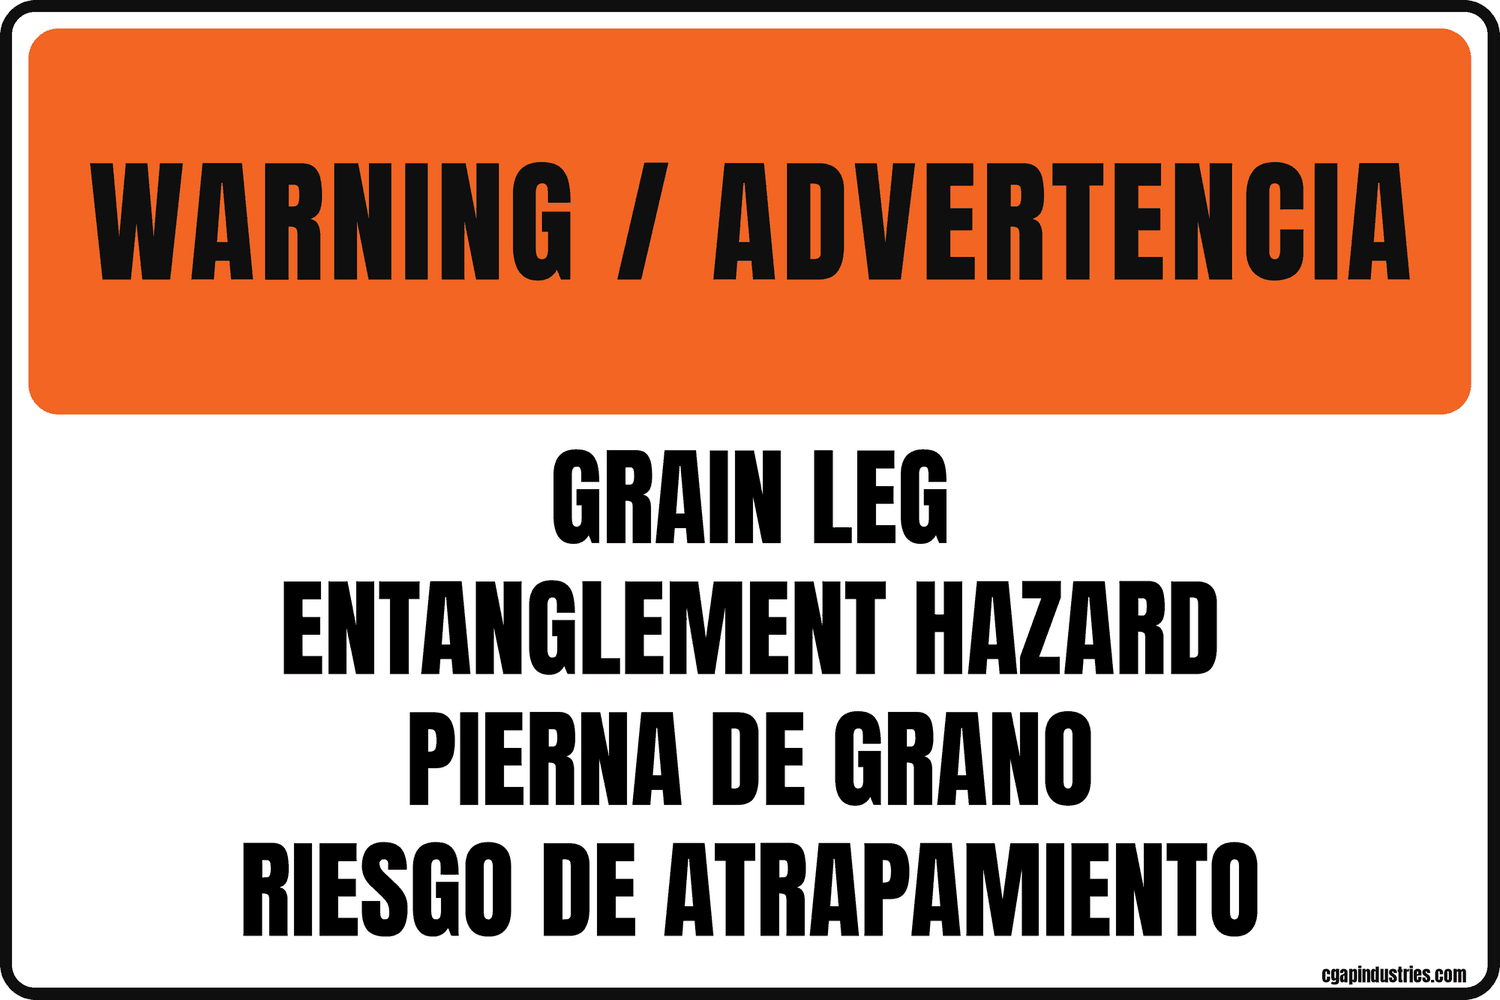 WARNING / ADVERTENCIA
GRAIN LEG
ENTANGLEMENT HAZARD
PIERNA DE GRANO
RIESGO DE ATRAPAMIENTO
cgapindustries.com